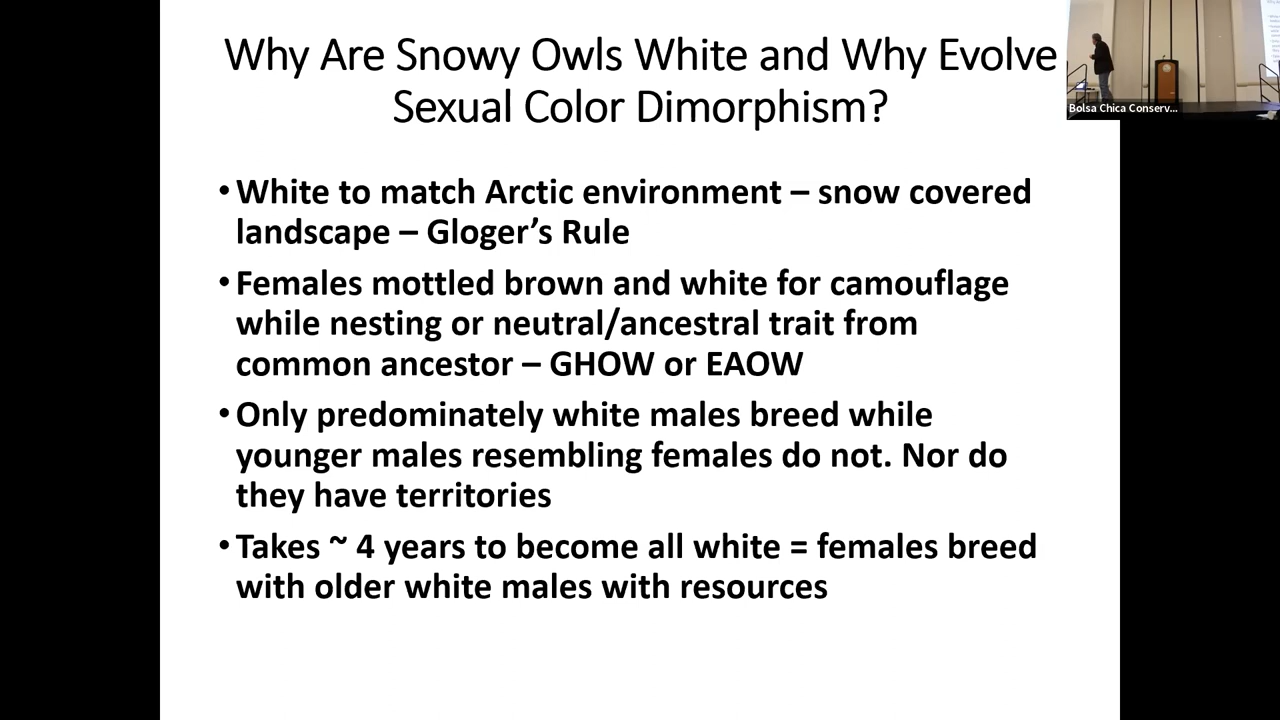 Why Are Snowy Owls White and Why Evolve
Sexual Color Dimorphism?
Bolsa Chica Conserv...
•White to match Arctic environment – snow covered
landscape – Gloger’s Rule
•Females mottled brown and white for camouflage
while nesting or neutral/ancestral trait from
common ancestor – GHOW or EAOW
•Only predominately white males breed while
younger males resembling females do not. Nor do
they have territories
•Takes ~ 4 years to become all white = females breed
with older white males with resources